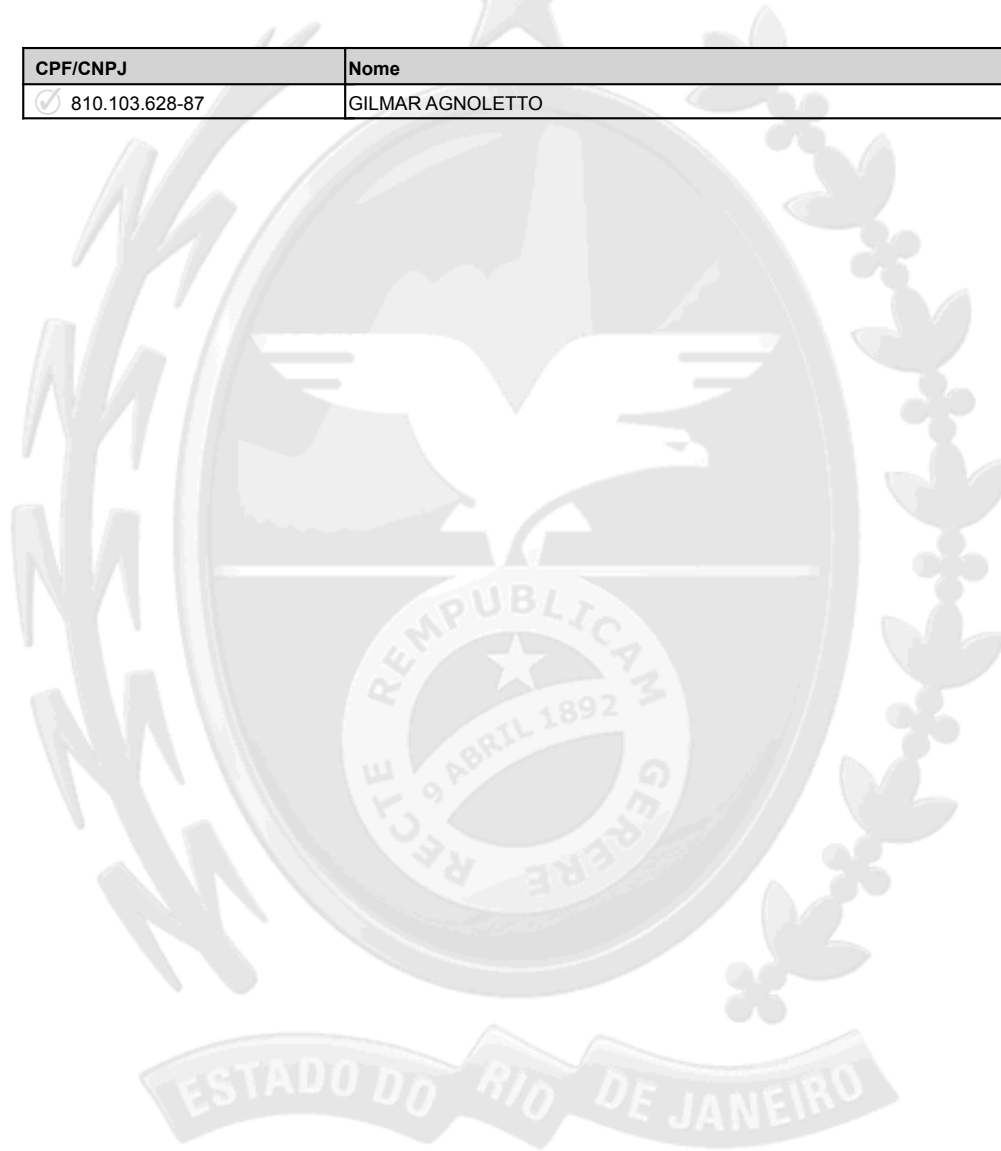 CPF/CNPJ Nome
810.103.628-87 GILMAR AGNOLETTO
RECTE REMPUBLICAM GERERE
9 ABRIL 1892
ESTADO DO RIO DE JANEIRO